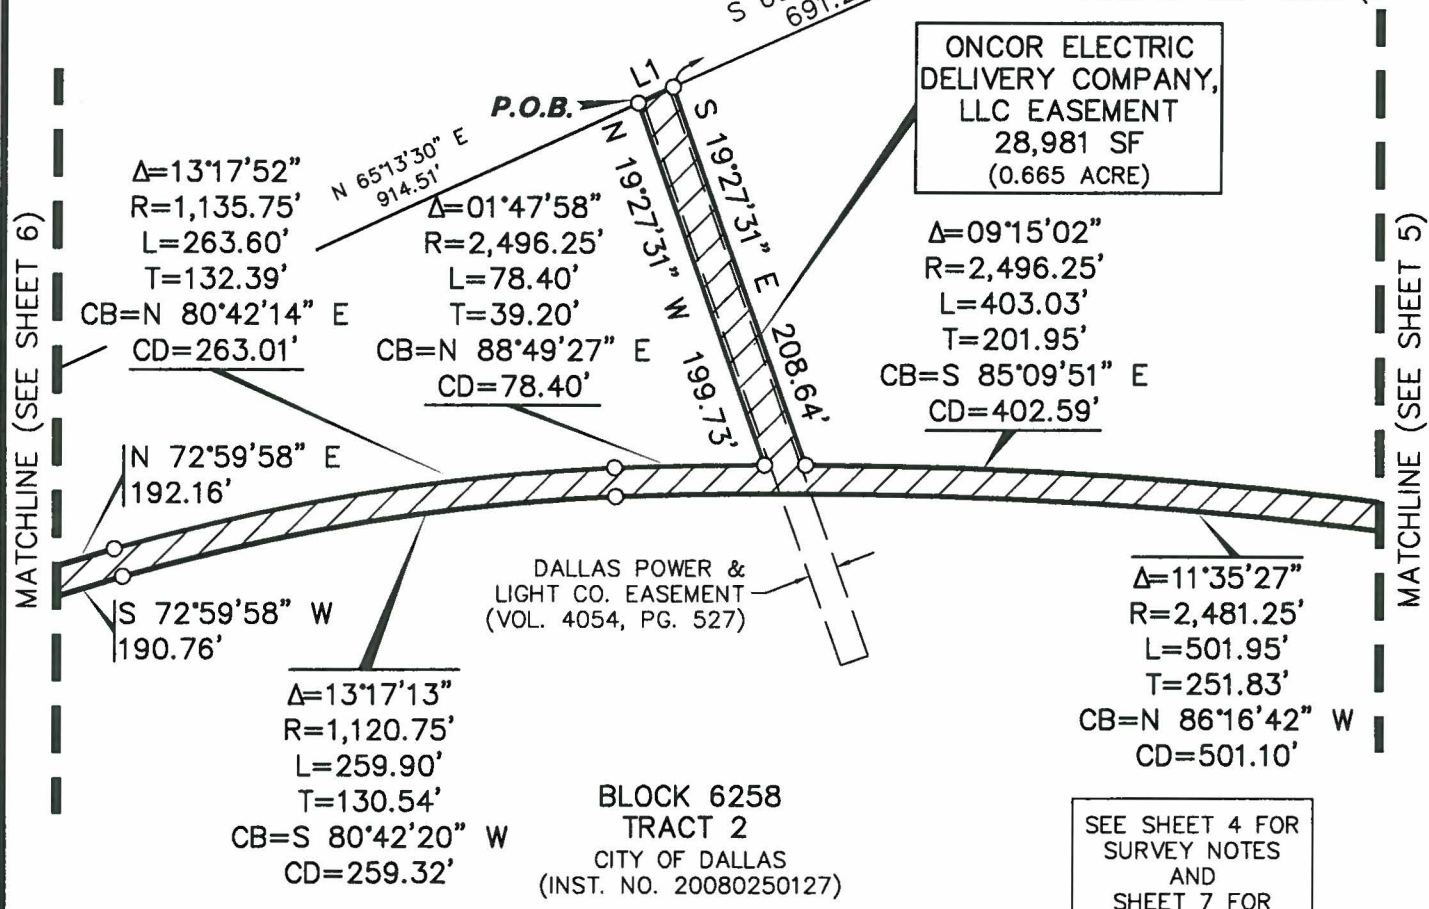 S
691.2
L1
P.O.B.
N 65°13'30" E
914.51'
ONCOR ELECTRIC
DELIVERY COMPANY,
LLC EASEMENT
28,981 SF
(0.665 ACRE)
MATCHLINE (SEE SHEET 6)
Δ=13°17'52"
R=1,135.75'
L=263.60'
T=132.39'
CB=N 80°42'14" E
CD=263.01'
Δ=01°47'58"
R=2,496.25'
L=78.40'
T=39.20'
CB=N 88°49'27" E
CD=78.40'
N 19°27'31" W 199.73'
S 19°27'31" E 208.64'
Δ=09°15'02"
R=2,496.25'
L=403.03'
T=201.95'
CB=S 85°09'51" E
CD=402.59'
MATCHLINE (SEE SHEET 5)
N 72°59'58" E
192.16'
S 72°59'58" W
190.76'
DALLAS POWER &
LIGHT CO. EASEMENT
(VOL. 4054, PG. 527)
Δ=13°17'13"
R=1,120.75'
L=259.90'
T=130.54'
CB=S 80°42'20" W
CD=259.32'
Δ=11°35'27"
R=2,481.25'
L=501.95'
T=251.83'
CB=N 86°16'42" W
CD=501.10'
BLOCK 6258
TRACT 2
CITY OF DALLAS
(INST. NO. 20080250127)
SEE SHEET 4 FOR
SURVEY NOTES
AND
SHEET 7 FOR